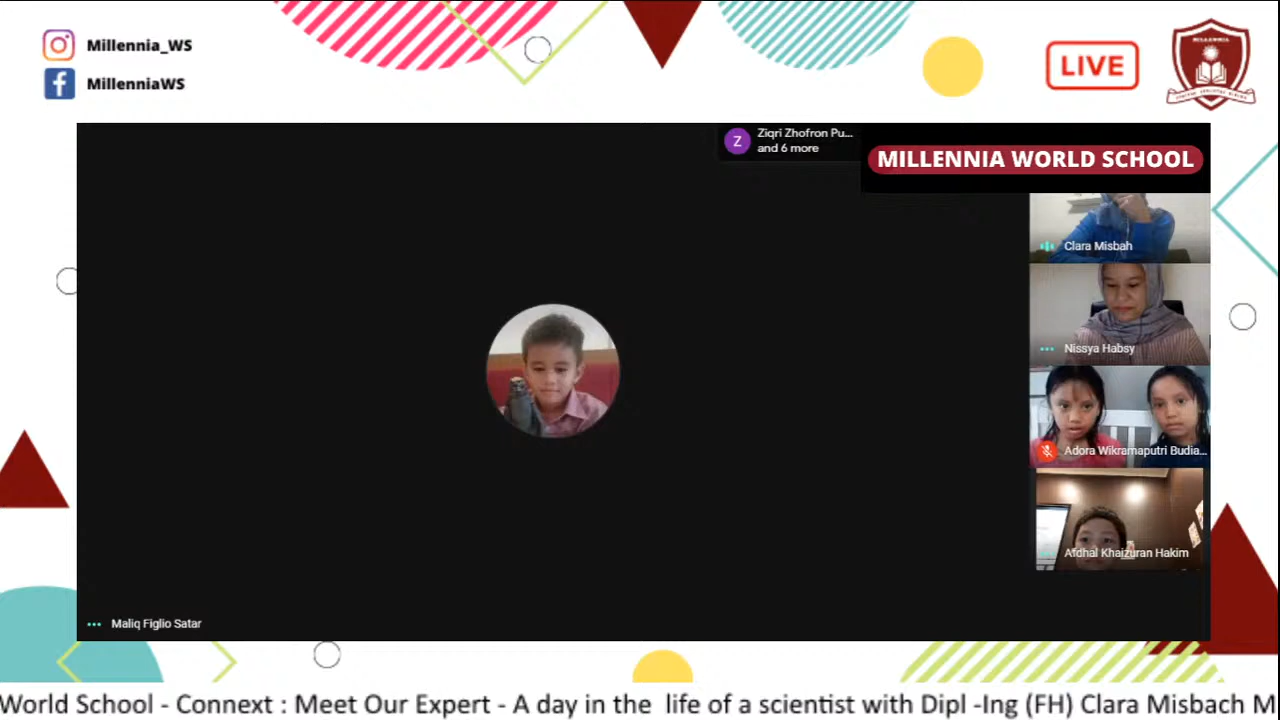 Millennia_WS
MillenniaWS
LIVE
MILLENNIA
Z
Ziqri Zhofron Pu...
and 6 more
MILLENNIA WORLD SCHOOL
Clara Misbah
Nissya Habsy
Adora Wikramaputri Budia...
Afdhal Khaizuran Hakim
Maliq Figlio Satar
World School - Connext : Meet Our Expert - A day in the life of a scientist with Dipl -Ing (FH) Clara Misbach M